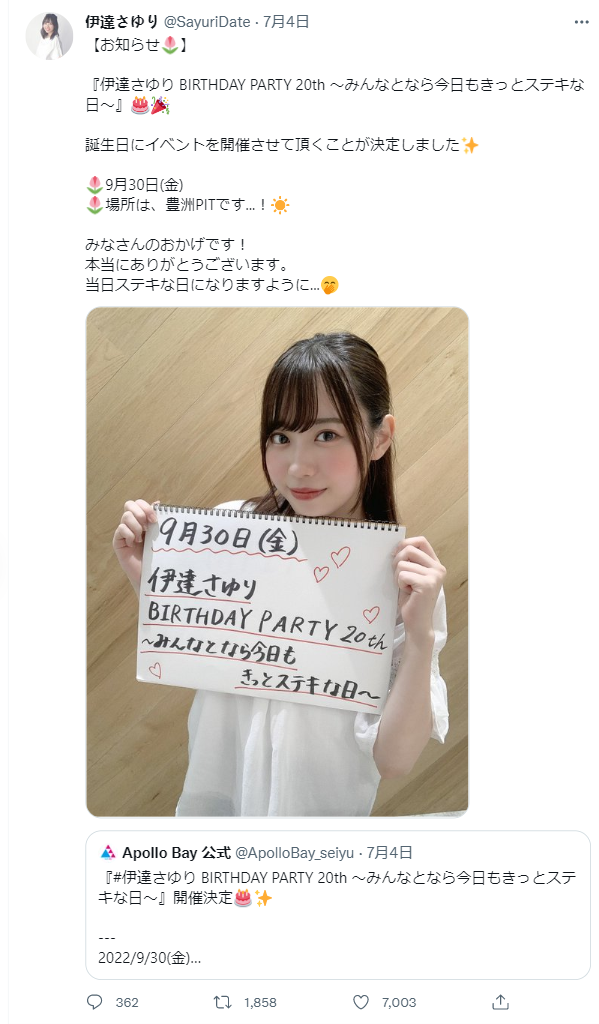 伊達さゆり @SayuriDate · 7月4日
【お知らせ🌷】
『伊達さゆり BIRTHDAY PARTY 20th ～みんなとなら今日もきっとステキな
日～』🎂🎉
誕生日にイベントを開催させて頂くことが決定しました✨
🌷9月30日(金)
🌷場所は、豊洲PITです...！☀️
みなさんのおかげです！
本当にありがとうございます。
当日ステキな日になりますように...🤭
9月30日(金)
伊達さゆり
BIRTHDAY PARTY 20th
～みんなとなら今日も
きっとステキな日～
Apollo Bay 公式 @ApolloBay_seiyu · 7月4日
『#伊達さゆり BIRTHDAY PARTY 20th ～みんなとなら今日もきっとステ
キな日～』開催決定🎂✨
---
2022/9/30(金)...
362 1,858 7,003